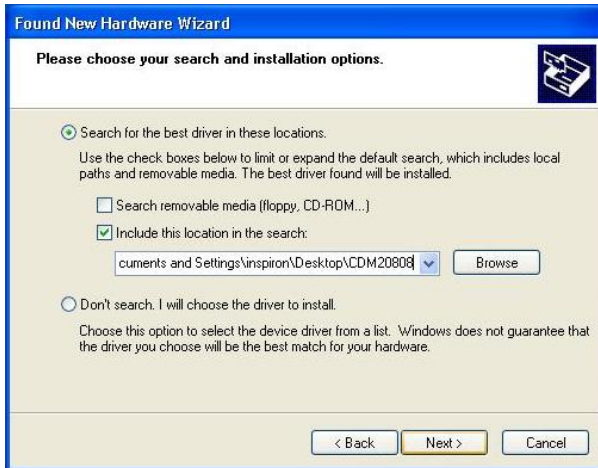 Found New Hardware Wizard
Please choose your search and installation options.
Search for the best driver in these locations.
Use the check boxes below to limit or expand the default search, which includes local
paths and removable media. The best driver found will be installed.
Search removable media (floppy, CD-ROM...)
Include this location in the search:
cuments and Settings\inspiron\Desktop\CDM20808
Browse
Don't search. I will choose the driver to install.
Choose this option to select the device driver from a list. Windows does not guarantee that
the driver you choose will be the best match for your hardware.
< Back Next > Cancel